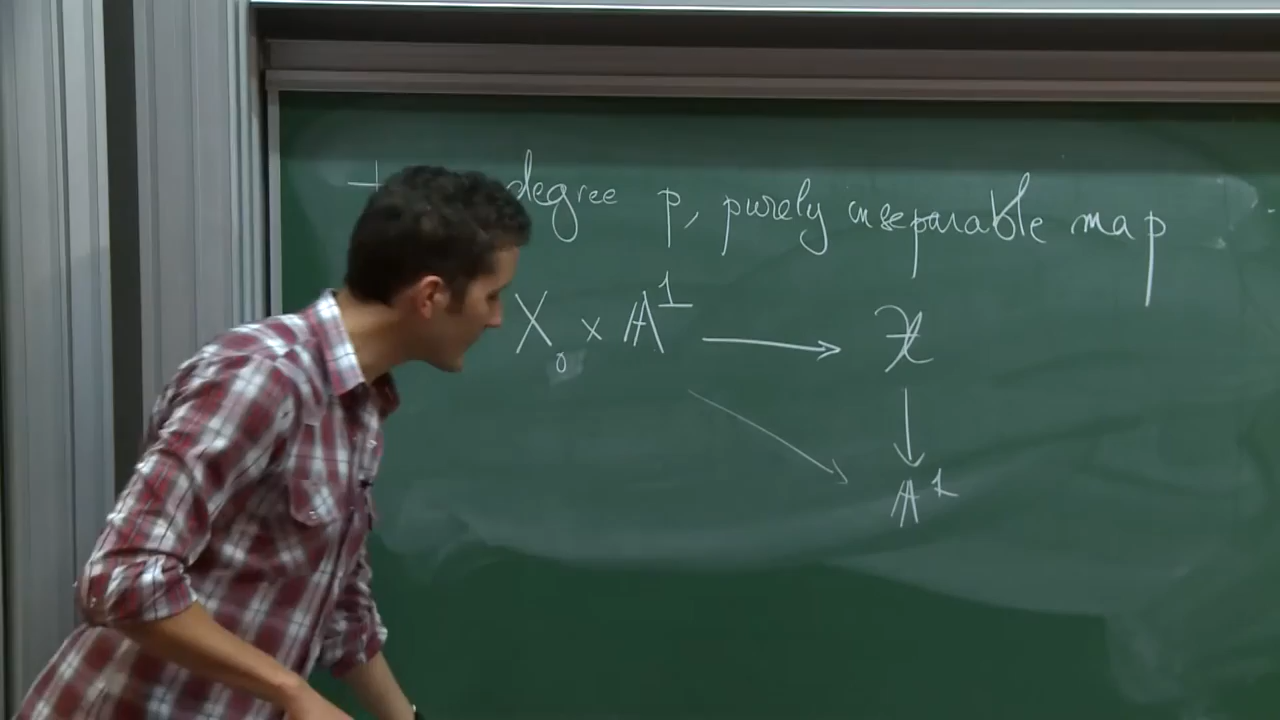 + degree p, purely inseparable map
X₀ × 𝔸¹ → 𝒳
↘ ↓
𝔸¹